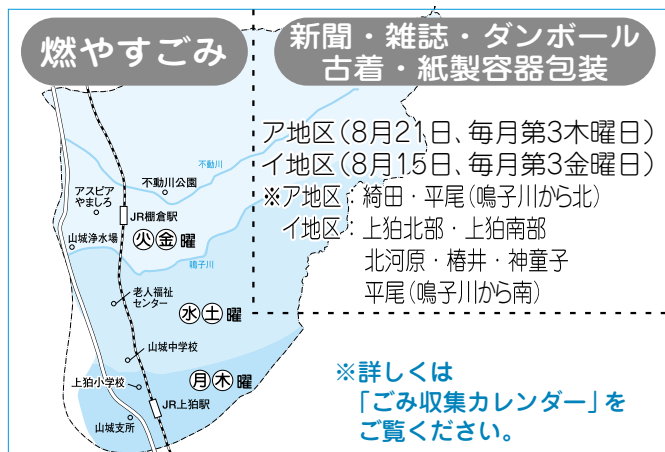 燃やすごみ
新聞・雑誌・ダンボール
古着・紙製容器包装
ア地区(8月21日、毎月第3木曜日)
イ地区(8月15日、毎月第3金曜日)
※ア地区：綺田・平尾(鳴子川から北)
イ地区：上狛北部・上狛南部
北河原・椿井・神童子
平尾(鳴子川から南)
不動川
不動川公園
アスピア
やましろ
JR棚倉駅
山城浄水場
火金曜
鳴子川
老人福祉
センター
水土曜
山城中学校
月木曜
上狛小学校
JR上狛駅
山城支所
※詳しくは
「ごみ収集カレンダー」を
ご覧ください。